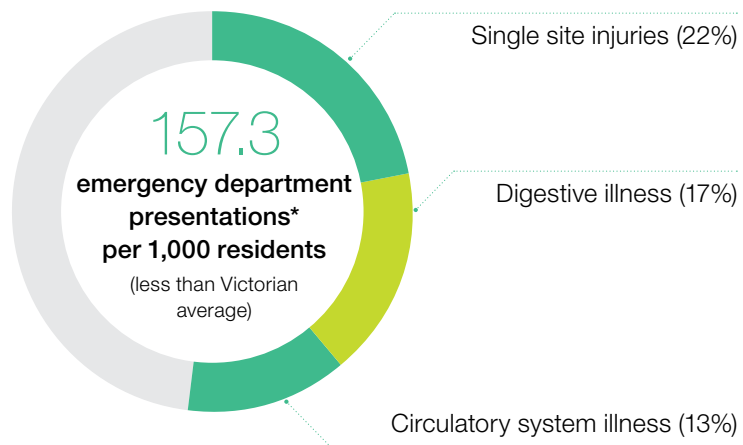 Single site injuries (22%)
157.3
emergency department
presentations*
per 1,000 residents
(less than Victorian
average)
Digestive illness (17%)
Circulatory system illness (13%)